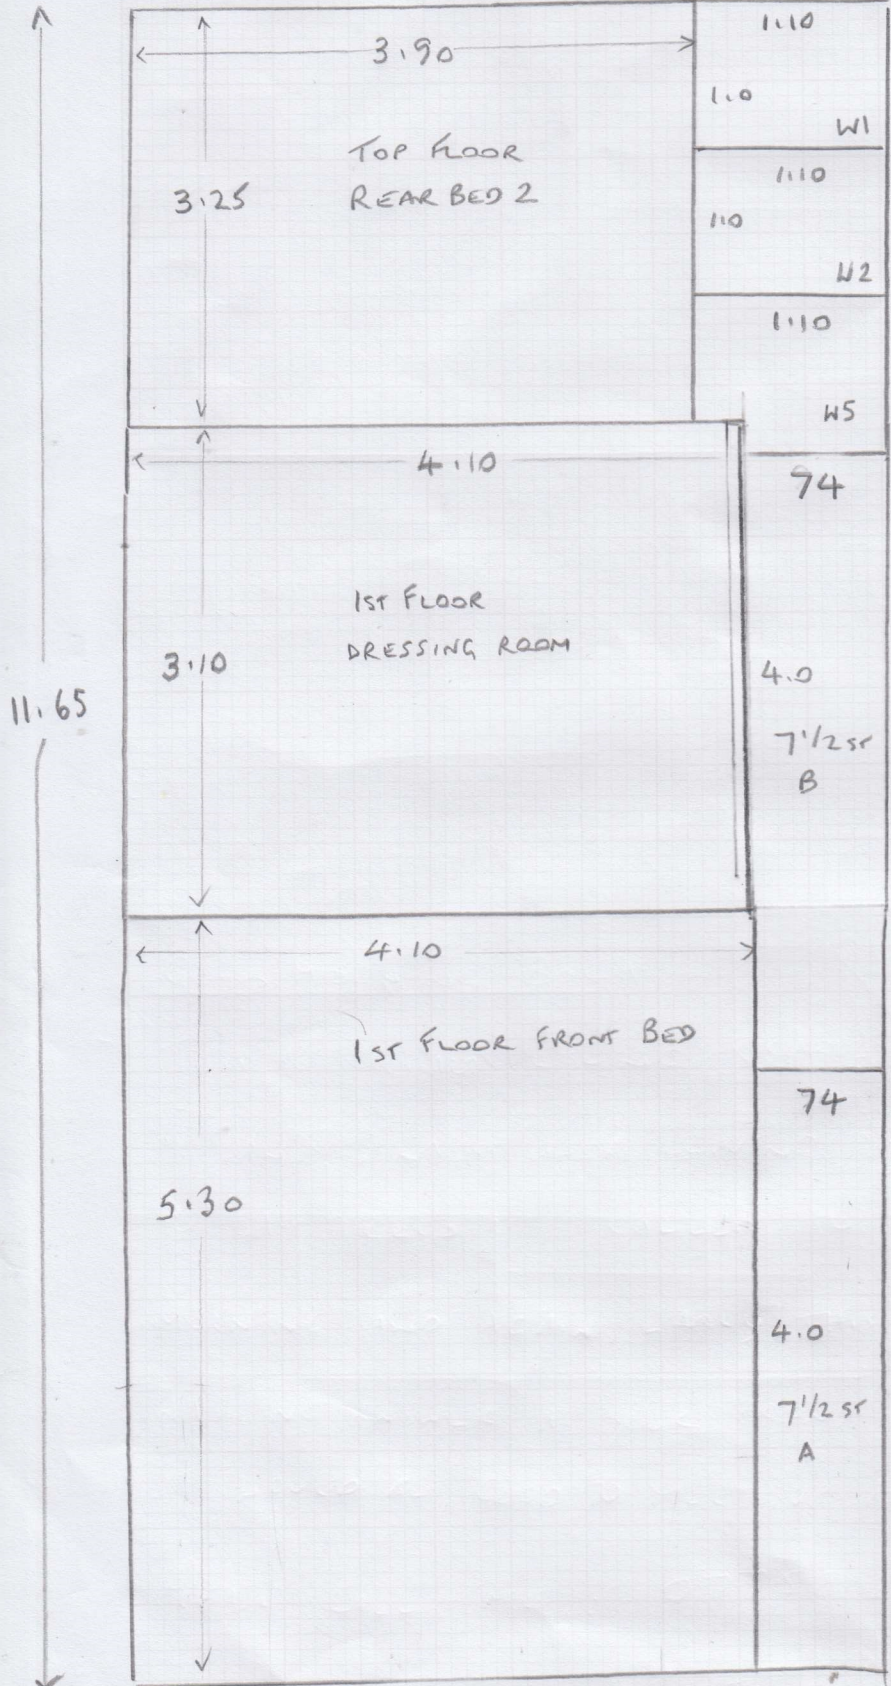 1.10
3.90
1.0
W1
TOP FLOOR
REAR BED 2
1.10
3.25
1.0
W2
1.10
W5
4.10
74
1ST FLOOR
DRESSING ROOM
3.10
4.0
11.65
7 1/2 ST
B
4.10
1ST FLOOR FRONT BED
74
5.30
4.0
7 1/2 ST
A